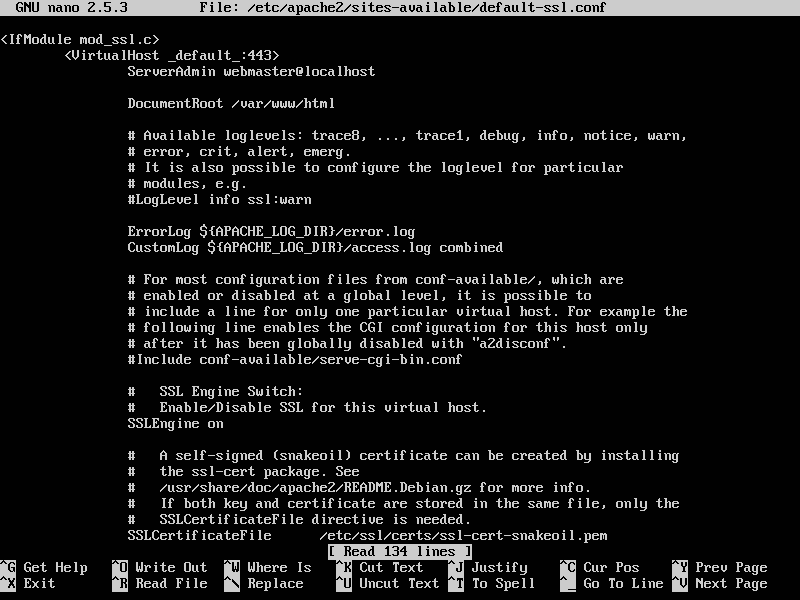 GNU nano 2.5.3 File: /etc/apache2/sites-available/default-ssl.conf
<IfModule mod_ssl.c>
<VirtualHost _default_:443>
ServerAdmin webmaster@localhost
DocumentRoot /var/www/html
# Available loglevels: trace8, ..., trace1, debug, info, notice, warn,
# error, crit, alert, emerg.
# It is also possible to configure the loglevel for particular
# modules, e.g.
#LogLevel info ssl:warn
ErrorLog ${APACHE_LOG_DIR}/error.log
CustomLog ${APACHE_LOG_DIR}/access.log combined
# For most configuration files from conf-available/, which are
# enabled or disabled at a global level, it is possible to
# include a line for only one particular virtual host. For example the
# following line enables the CGI configuration for this host only
# after it has been globally disabled with "a2disconf".
#Include conf-available/serve-cgi-bin.conf
#   SSL Engine Switch:
#   Enable/Disable SSL for this virtual host.
SSLEngine on
#   A self-signed (snakeoil) certificate can be created by installing
#   the ssl-cert package. See
#   /usr/share/doc/apache2/README.Debian.gz for more info.
#   If both key and certificate are stored in the same file, only the
#   SSLCertificateFile directive is needed.
SSLCertificateFile      /etc/ssl/certs/ssl-cert-snakeoil.pem
[ Read 134 lines ]
^G Get Help ^O Write Out ^W Where Is ^K Cut Text ^J Justify ^C Cur Pos ^Y Prev Page
^X Exit ^R Read File ^\ Replace ^U Uncut Text ^T To Spell ^_ Go To Line ^V Next Page